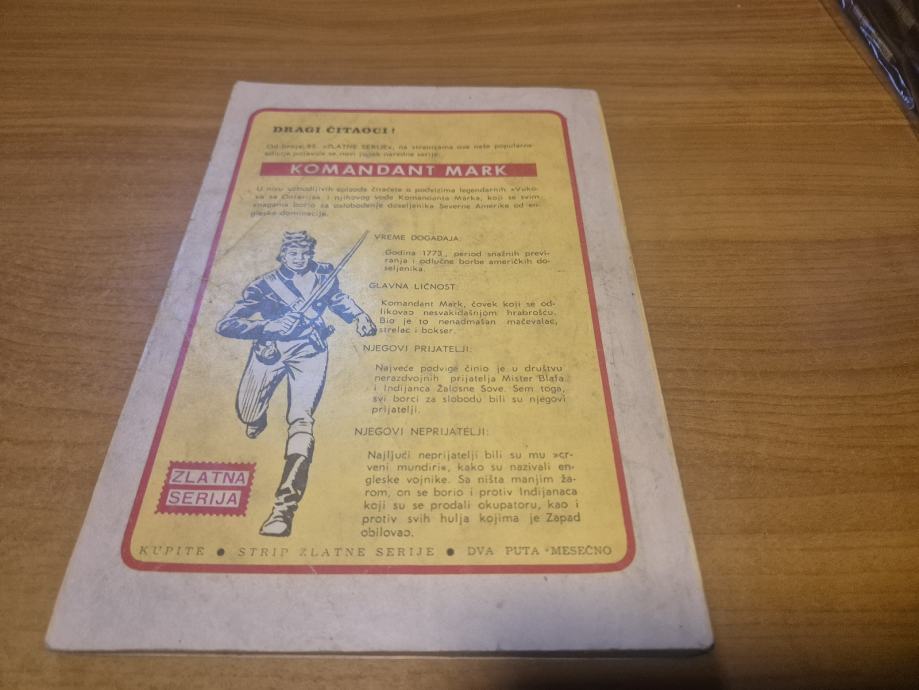 DRAGI ČITAOCI!
Od broja 85. »ZLATNE SERIJE«, na stranicama ove naše popularne
edicije pojaviće se novi junak naredne serije:
KOMANDANT MARK
U nizu uzbudljivih epizoda čitaćete o podvizima legendarnih »Vuko-
va sa Ontarija« i njihovog vođe Komandanta Marka, koji se svim
snagama borio za oslobođenje doseljenika Severne Amerike od en-
gleske dominacije.
VREME DOGAĐAJA:
Godina 1773, period snažnih previ-
ranja i odlučne borbe američkih do-
seljenika.
GLAVNA LIČNOST:
Komandant Mark, čovek koji se od-
likovao nesvakidašnjom hrabrošću.
Bio je to nenadmašan mačevalac,
strelac i bokser.
NJEGOVI PRIJATELJI:
Najveće podvige činio je u društvu
nerazdvojnih prijatelja Mister Blafa
i Indijanca Žalosne Sove. Sem toga,
svi borci za slobodu bili su njegovi
prijatelji.
NJEGOVI NEPRIJATELJI:
Najljući neprijatelji bili su mu »cr-
veni mundiri«, kako su nazivali en-
gleske vojnike. Sa ništa manjim ža-
rom, on se borio i protiv Indijanaca
koji su se prodali okupatoru, kao i
protiv svih hulja kojima je Zapad
obilovao.
ZLATNA
SERIJA
KUPITE ● STRIP ZLATNE SERIJE ● DVA PUTA MESEČNO